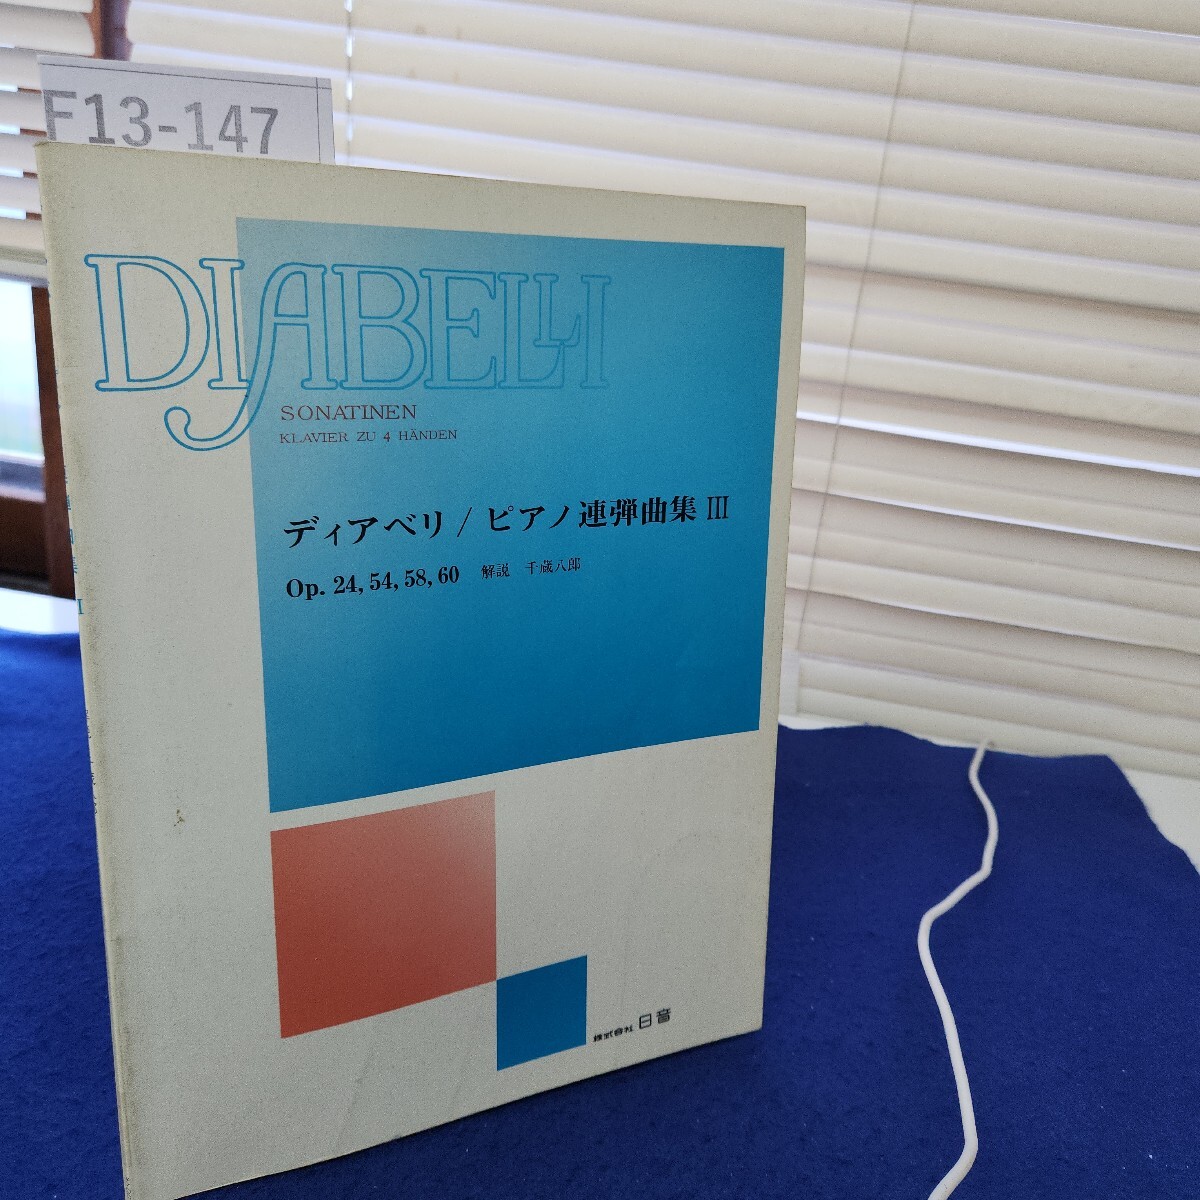 F13-147
DIABELLI
SONATINEN
KLAVIER ZU 4 HÄNDEN
ディアベリ / ピアノ連弾曲集 III
Op. 24, 54, 58, 60 解説 千蔵八郎
株式会社 日音